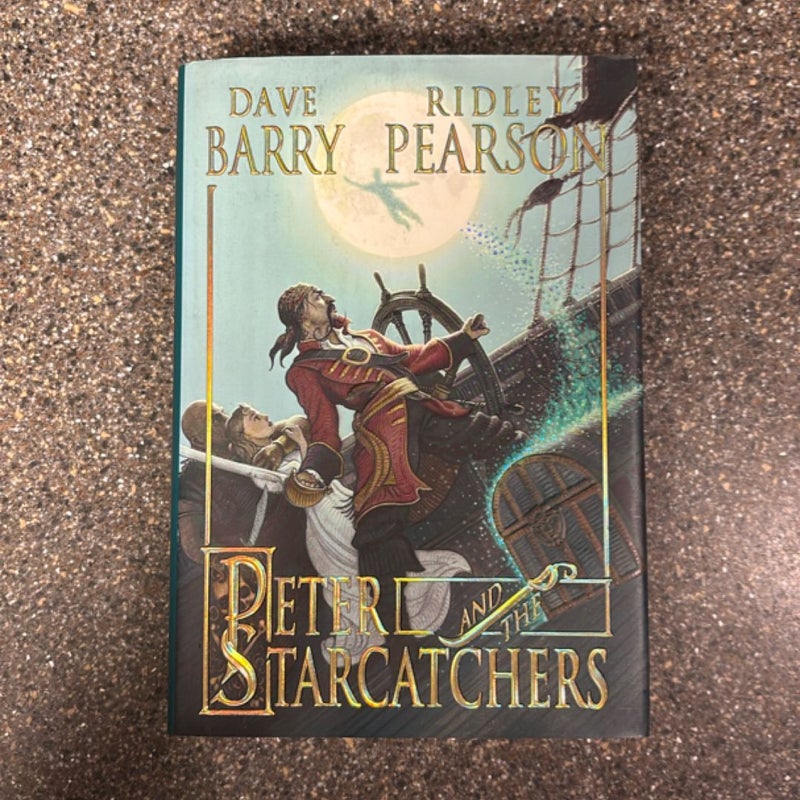 DAVE BARRY
RIDLEY PEARSON
PETER AND THE
STARCATCHERS